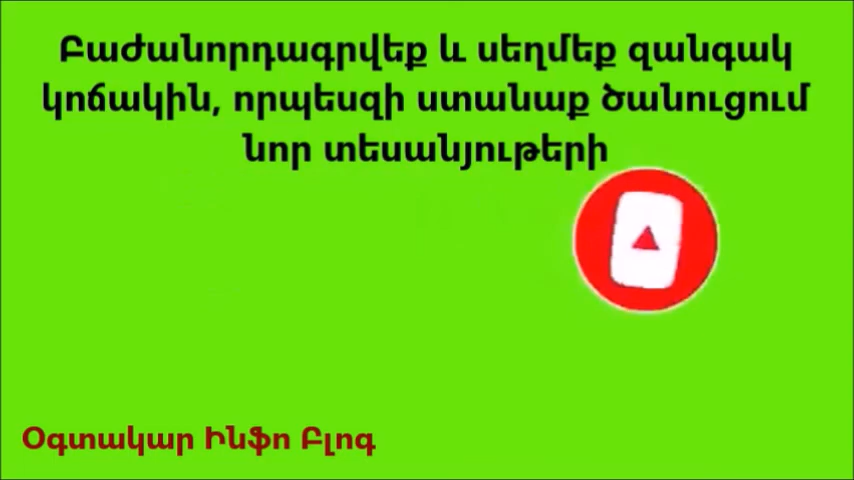 Բաժանորդագրվեք և սեղմեք զանգակ
կոճակին, որպեսզի ստանաք ծանուցում
նոր տեսանյութերի
Օգտակար Ինֆո Բլոգ